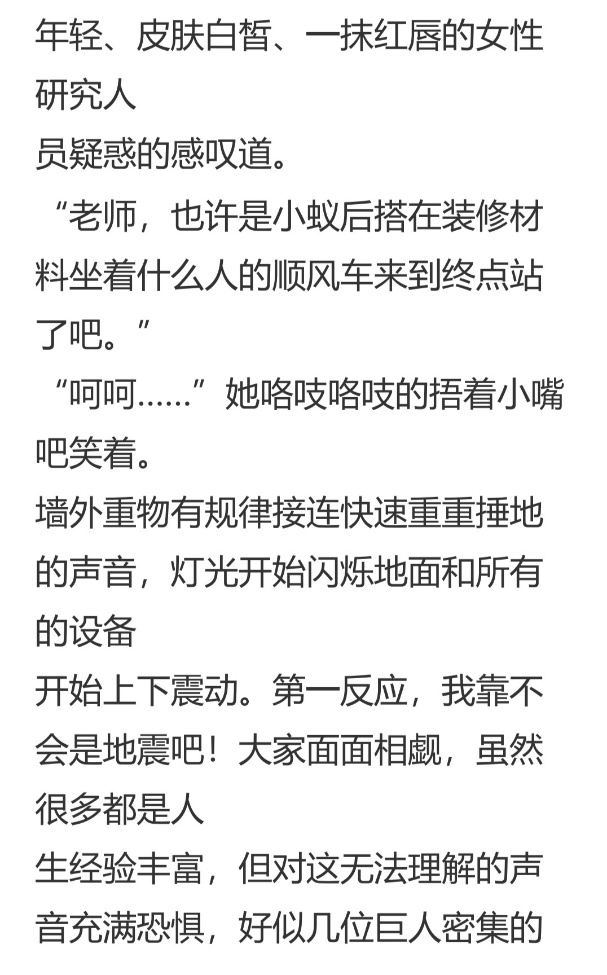 年轻、皮肤白皙、一抹红唇的女性
研究人
员疑惑的感叹道。
“老师，也许是小蚁后搭在装修材
料坐着什么人的顺风车来到终点站
了吧。”
“呵呵……”她咯吱咯吱的捂着小嘴
吧笑着。
墙外重物有规律接连快速重重捶地
的声音，灯光开始闪烁地面和所有
的设备
开始上下震动。第一反应，我靠不
会是地震吧！大家面面相觑，虽然
很多都是人
生经验丰富，但对这无法理解的声
音充满恐惧，好似几位巨人密集的